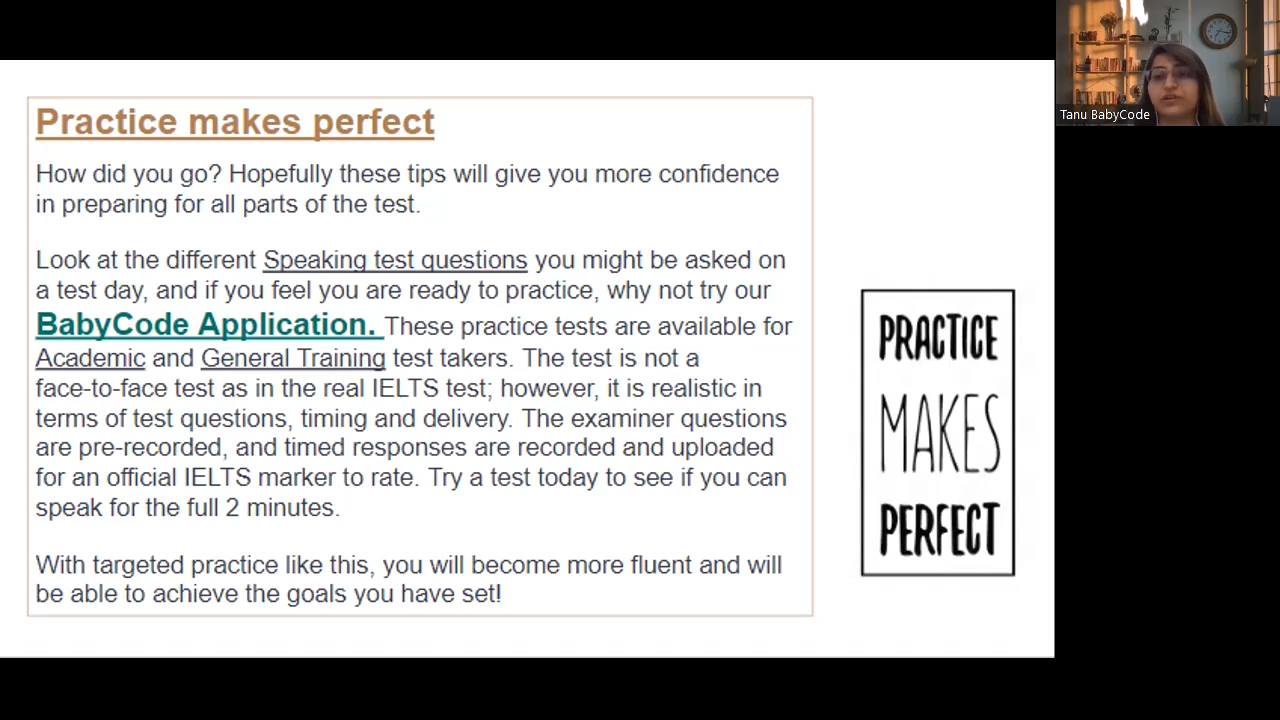 Practice makes perfect
How did you go? Hopefully these tips will give you more confidence
in preparing for all parts of the test.
Look at the different Speaking test questions you might be asked on
a test day, and if you feel you are ready to practice, why not try our
BabyCode Application. These practice tests are available for
Academic and General Training test takers. The test is not a
face-to-face test as in the real IELTS test; however, it is realistic in
terms of test questions, timing and delivery. The examiner questions
are pre-recorded, and timed responses are recorded and uploaded
for an official IELTS marker to rate. Try a test today to see if you can
speak for the full 2 minutes.
With targeted practice like this, you will become more fluent and will
be able to achieve the goals you have set!
PRACTICE
MAKES
PERFECT
Tanu BabyCode